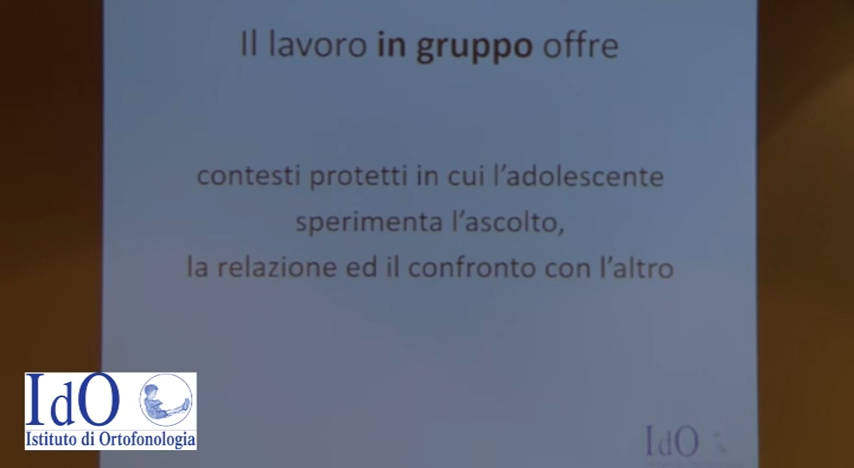 Il lavoro in gruppo offre
contesti protetti in cui l'adolescente
sperimenta l'ascolto,
la relazione ed il confronto con l'altro
IdO
Istituto di Ortofonologia
IdO